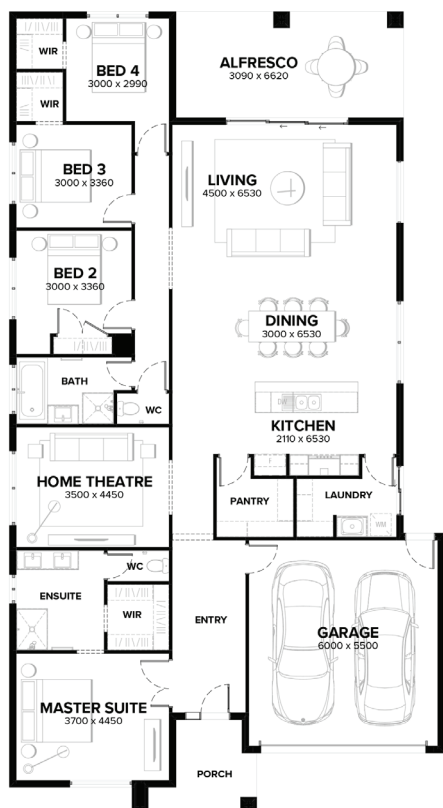 WIR
BED 4
3000 x 2990
WIR
ALFRESCO
3090 x 6620
BED 3
3000 x 3360
LIVING
4500 x 6530
BED 2
3000 x 3360
DINING
3000 x 6530
BATH
WC
KITCHEN
2110 x 6530
DW
F
HOME THEATRE
3500 x 4450
PANTRY
LAUNDRY
WM
WC
ENSUITE
WIR
ENTRY
GARAGE
6000 x 5500
MASTER SUITE
3700 x 4450
PORCH